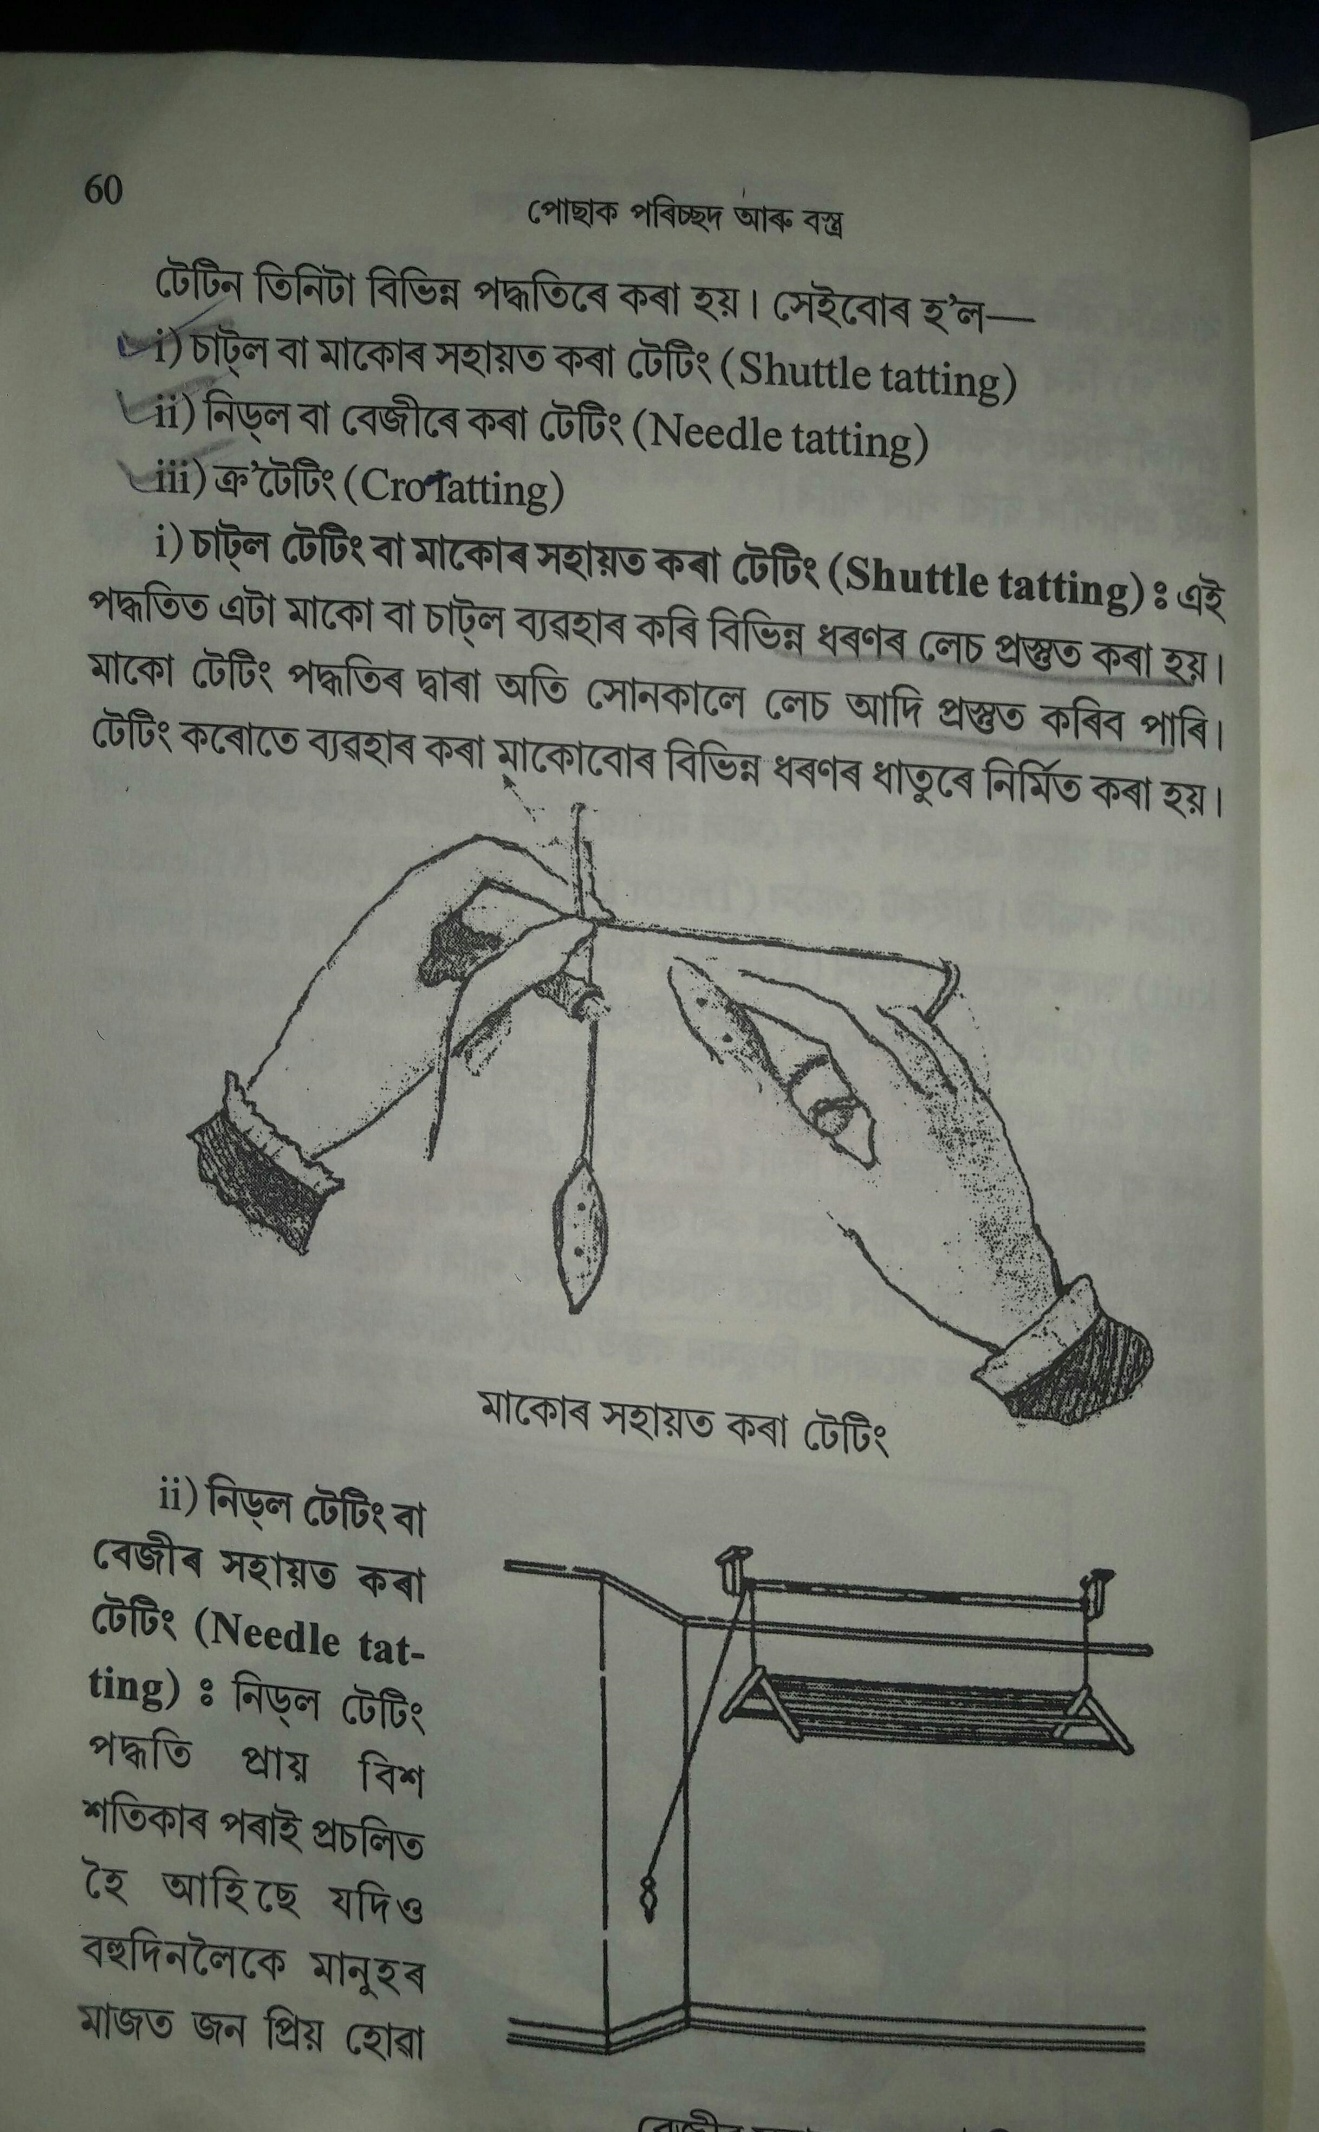 60
পোছাক পৰিচ্ছদ আৰু বস্ত্ৰ
টেটিন তিনিটা বিভিন্ন পদ্ধতিৰে কৰা হয়। সেইবোৰ হ'ল—
i) চাট্‌ল বা মাকোৰ সহায়ত কৰা টেটিং (Shuttle tatting)
ii) নিড্‌ল বা বেজীৰে কৰা টেটিং (Needle tatting)
iii) ক্ৰ'টেটিং (CroTatting)
i) চাট্‌ল টেটিং বা মাকোৰ সহায়ত কৰা টেটিং (Shuttle tatting) : এই
পদ্ধতিত এটা মাকো বা চাট্‌ল ব্যৱহাৰ কৰি বিভিন্ন ধৰণৰ লেচ প্ৰস্তুত কৰা হয়।
মাকো টেটিং পদ্ধতিৰ দ্বাৰা অতি সোনকালে লেচ আদি প্ৰস্তুত কৰিব পাৰি।
টেটিং কৰোতে ব্যৱহাৰ কৰা মাকোবোৰ বিভিন্ন ধৰণৰ ধাতুৰে নিৰ্মিত কৰা হয়।
মাকোৰ সহায়ত কৰা টেটিং
ii) নিড্‌ল টেটিং বা
বেজীৰ সহায়ত কৰা
টেটিং (Needle tat-
ting) : নিড্‌ল টেটিং
পদ্ধতি প্ৰায় বিশ
শতিকাৰ পৰাই প্ৰচলিত
হৈ আহিছে যদিও
বহুদিনলৈকে মানুহৰ
মাজত জন প্ৰিয় হোৱা
বেজীৰ